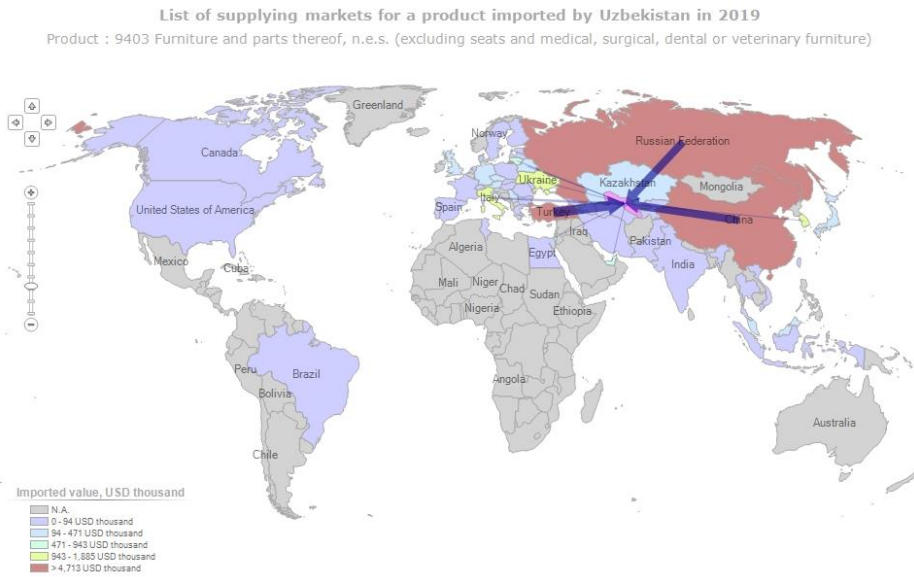 List of supplying markets for a product imported by Uzbekistan in 2019
Product : 9403 Furniture and parts thereof, n.e.s. (excluding seats and medical, surgical, dental or veterinary furniture)
Greenland
Norway
Russian Federation
Canada
Ukraine
Kazakhstan
Mongolia
United States of America
Spain
Italy
Turkey
China
Iraq
Pakistan
Algeria
Egypt
India
Mexico
Cuba
Mali
Niger
Chad
Sudan
Nigeria
Ethiopia
Peru
Brazil
Angola
Bolivia
Australia
Chile
Imported value, USD thousand
N.A.
0 - 94 USD thousand
94 - 471 USD thousand
471 - 943 USD thousand
943 - 1,885 USD thousand
> 4,713 USD thousand